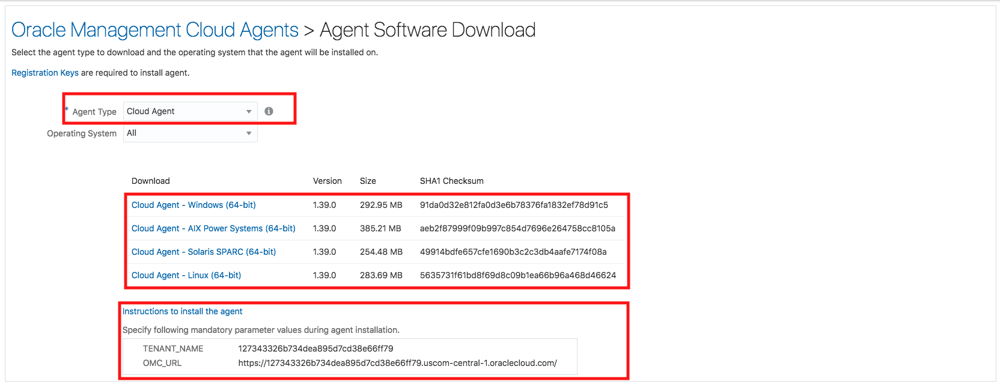 Oracle Management Cloud Agents > Agent Software Download
Select the agent type to download and the operating system that the agent will be installed on.
Registration Keys are required to install agent.
* Agent Type Cloud Agent
Operating System All
Download Version Size SHA1 Checksum
Cloud Agent - Windows (64-bit) 1.39.0 292.95 MB 91da0d32e812fa0d3e6b78376fa1832ef78d91c5
Cloud Agent - AIX Power Systems (64-bit) 1.39.0 385.21 MB aeb2f87999f09b997c854d7696e264758cc8105a
Cloud Agent - Solaris SPARC (64-bit) 1.39.0 254.48 MB 49914bdfe657cfe1690b3c2c3db4aafe7174f08a
Cloud Agent - Linux (64-bit) 1.39.0 283.69 MB 5635731f61bd8f69d8c09b1ea66b96a468d46624
Instructions to install the agent
Specify following mandatory parameter values during agent installation.
TENANT_NAME 127343326b734dea895d7cd38e66ff79
OMC_URL https://127343326b734dea895d7cd38e66ff79.uscom-central-1.oraclecloud.com/